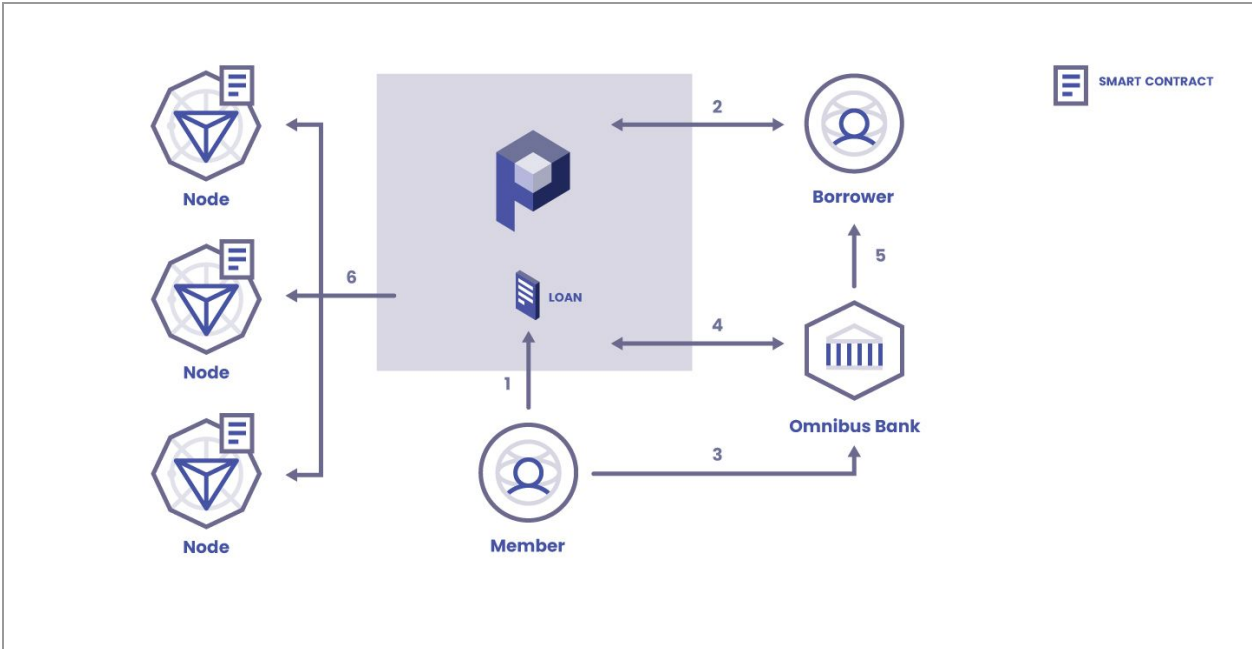 2
SMART CONTRACT
Node
Borrower
5
6
LOAN
4
Node
1
Omnibus Bank
3
Node
Member